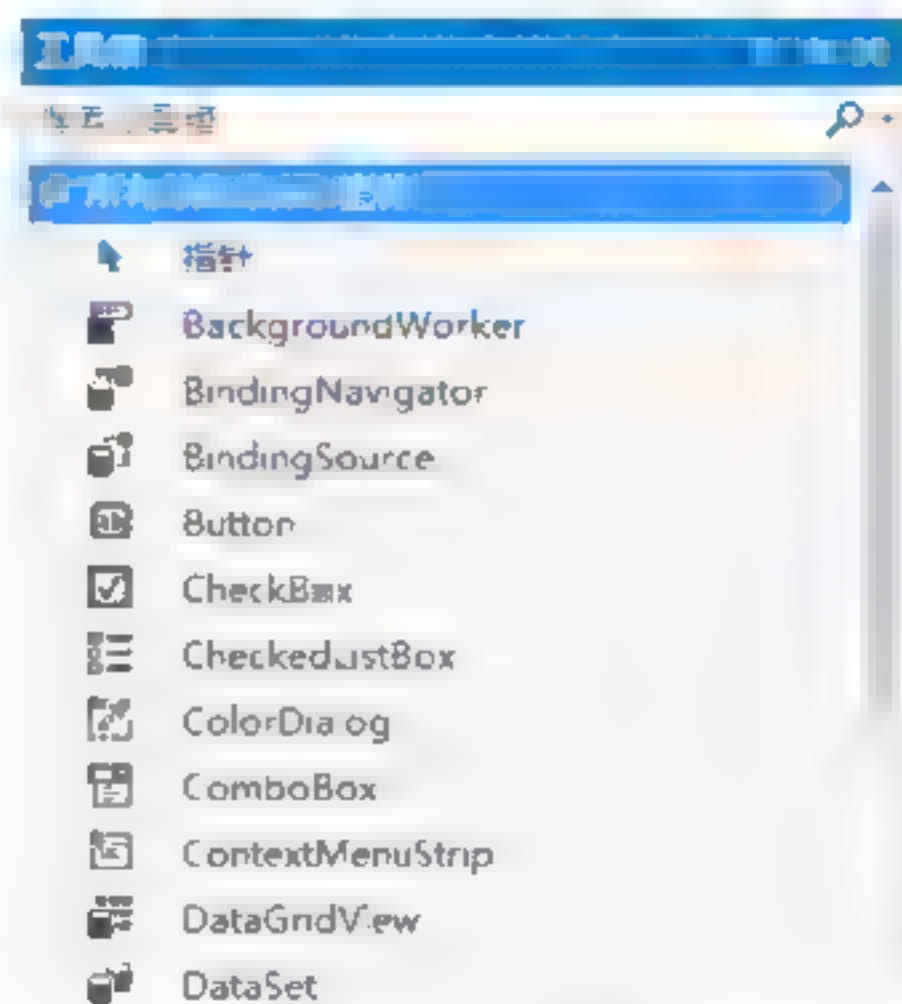 指针
BackgroundWorker
BindingNavigator
BindingSource
Button
CheckBox
CheckedListBox
ColorDialog
ComboBox
ContextMenuStrip
DataGridView
DataSet